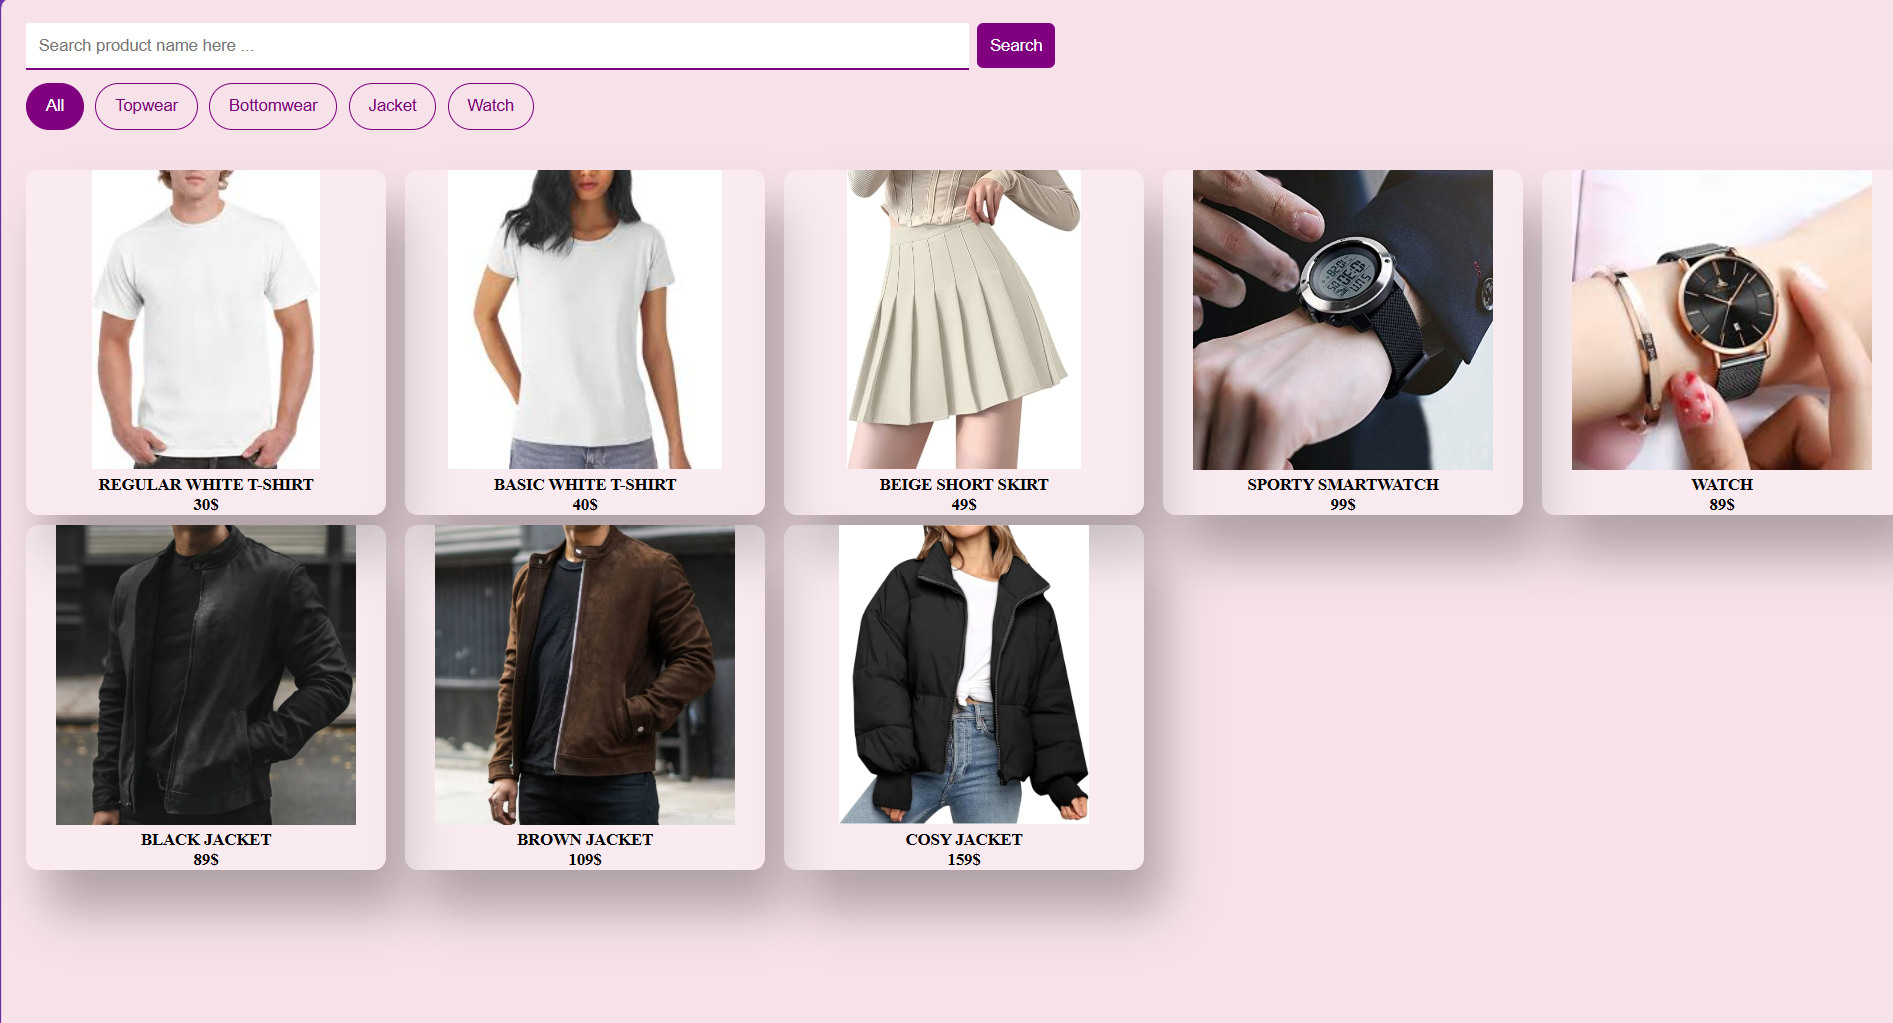 Search product name here ...
Search
All
Topwear
Bottomwear
Jacket
Watch
REGULAR WHITE T-SHIRT
30$
BASIC WHITE T-SHIRT
40$
BEIGE SHORT SKIRT
49$
SPORTY SMARTWATCH
99$
WATCH
89$
BLACK JACKET
89$
BROWN JACKET
109$
COSY JACKET
159$